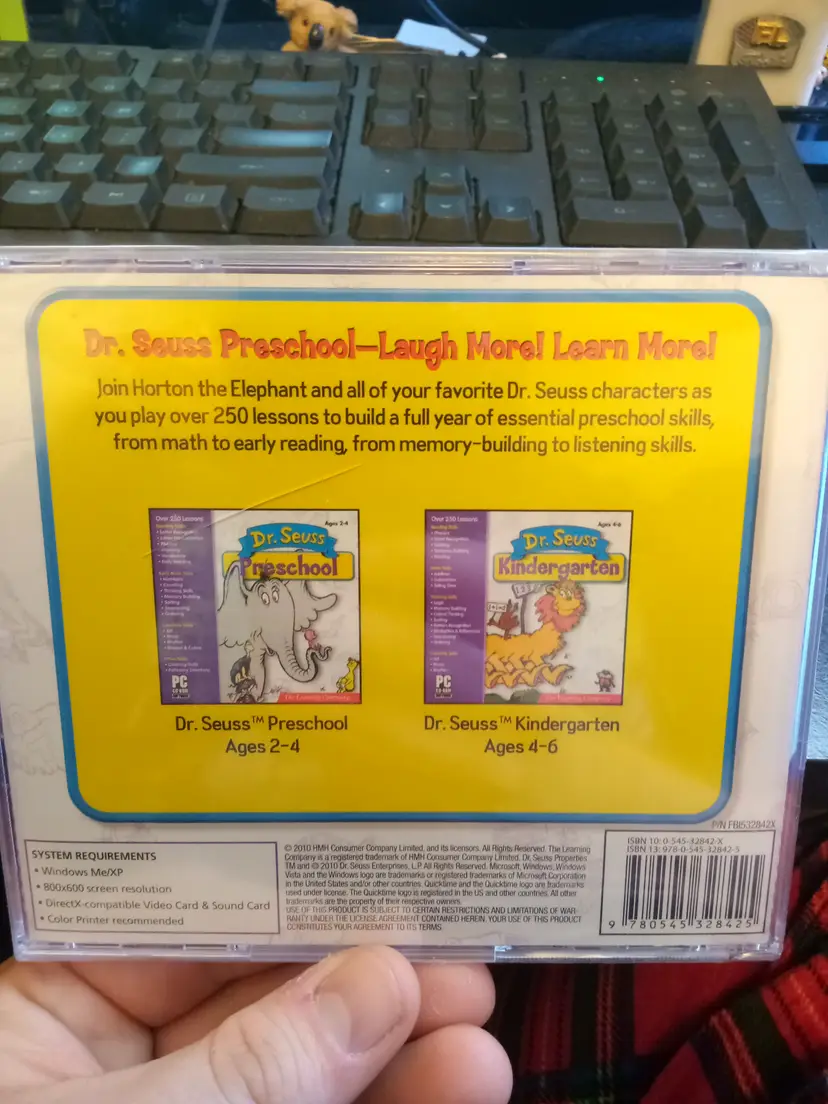 Dr. Seuss Preschool—Laugh More! Learn More!
Join Horton the Elephant and all of your favorite Dr. Seuss characters as
you play over 250 lessons to build a full year of essential preschool skills,
from math to early reading, from memory-building to listening skills.
Over 250 Lessons
Ages 2-4
Dr. Seuss
Preschool
PC
CD-ROM
Over 250 Lessons
Ages 4-6
Dr. Seuss
Kindergarten
PC
CD-ROM
Dr. Seuss™ Preschool
Ages 2-4
Dr. Seuss™ Kindergarten
Ages 4-6
P/N FBI532842X
SYSTEM REQUIREMENTS
• Windows Me/XP
• 800x600 screen resolution
• DirectX-compatible Video Card & Sound Card
• Color Printer recommended
© 2010 HMH Consumer Company Limited, and its licensors. All Rights Reserved. The Learning
Company is a registered trademark of HMH Consumer Company Limited. Dr. Seuss Properties
TM and © 2010 Dr. Seuss Enterprises, L.P. All Rights Reserved. Microsoft, Windows, Windows
Vista and the Windows logo are trademarks or registered trademarks of Microsoft Corporation
in the United States and/or other countries. Quicktime and the Quicktime logo are trademarks
used under license. The Quicktime logo is registered in the US and other countries. All other
trademarks are the property of their respective owners.
USE OF THIS PRODUCT IS SUBJECT TO CERTAIN RESTRICTIONS AND LIMITATIONS OF WAR-
RANTY UNDER THE LICENSE AGREEMENT CONTAINED HEREIN. YOUR USE OF THIS PRODUCT
CONSTITUTES YOUR AGREEMENT TO ITS TERMS.
ISBN 10: 0-545-32842-X
ISBN 13: 978-0-545-32842-5
9 780545 328425